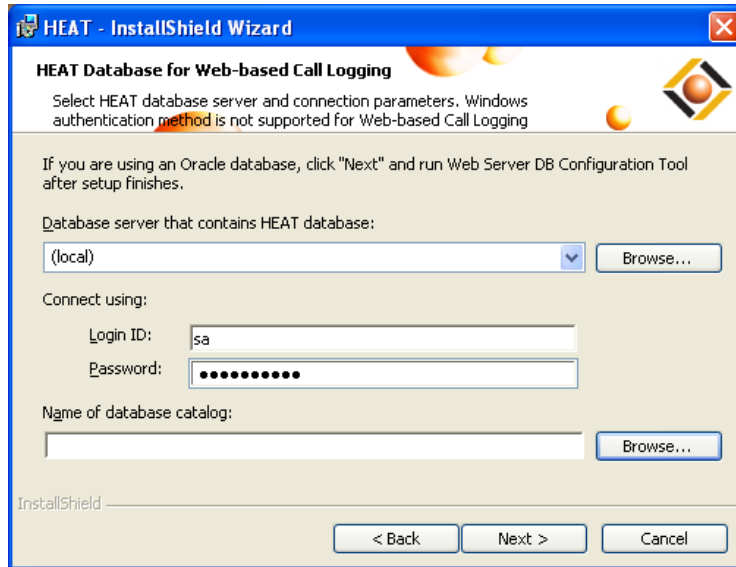 HEAT - InstallShield Wizard
HEAT Database for Web-based Call Logging
Select HEAT database server and connection parameters. Windows
authentication method is not supported for Web-based Call Logging
If you are using an Oracle database, click "Next" and run Web Server DB Configuration Tool
after setup finishes.
Database server that contains HEAT database:
(local)
Browse...
Connect using:
Login ID:
sa
Password:
●●●●●●●●●●
Name of database catalog:
Browse...
InstallShield
< Back
Next >
Cancel